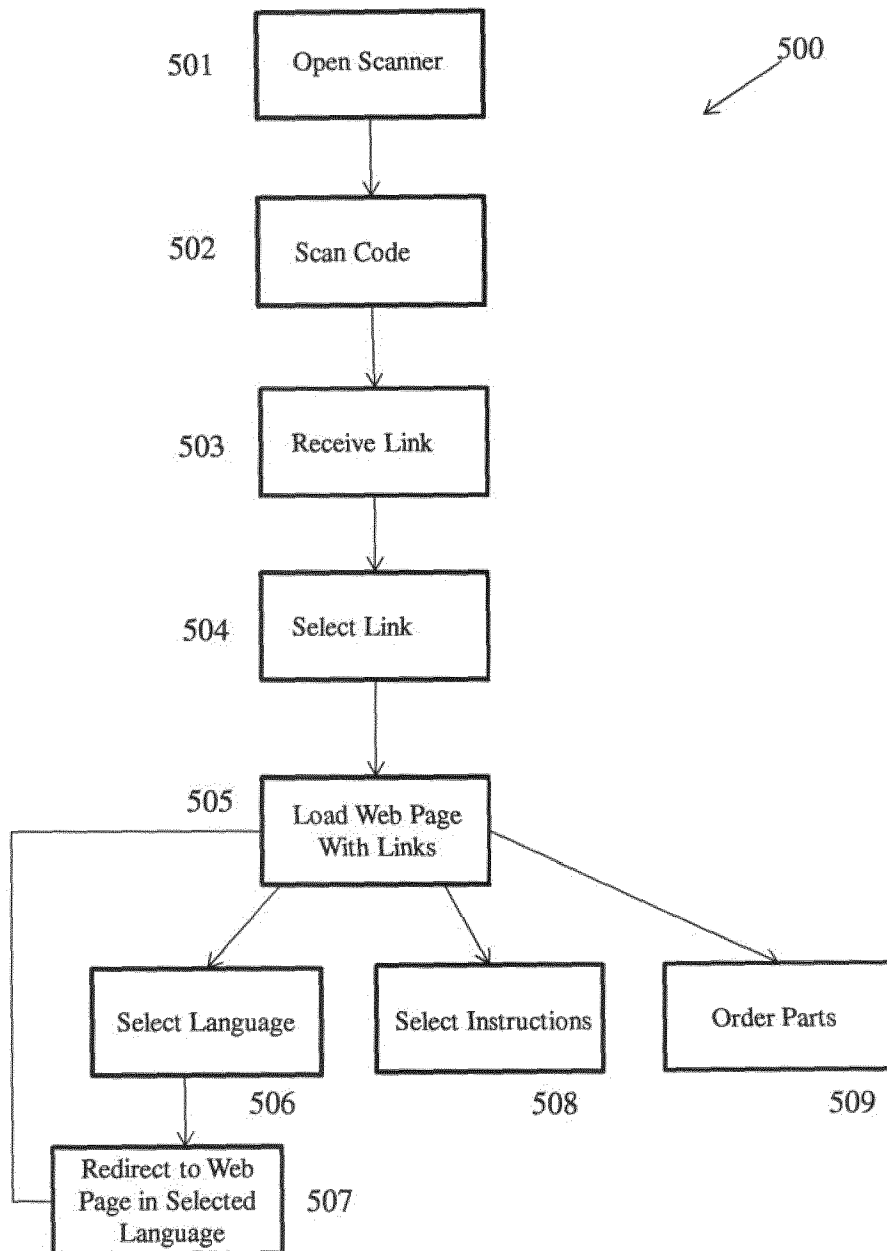 500
501
Open Scanner
502
Scan Code
503
Receive Link
504
Select Link
505
Load Web Page
With Links
Select Language
Select Instructions
Order Parts
506
508
509
Redirect to Web
Page in Selected
Language
507